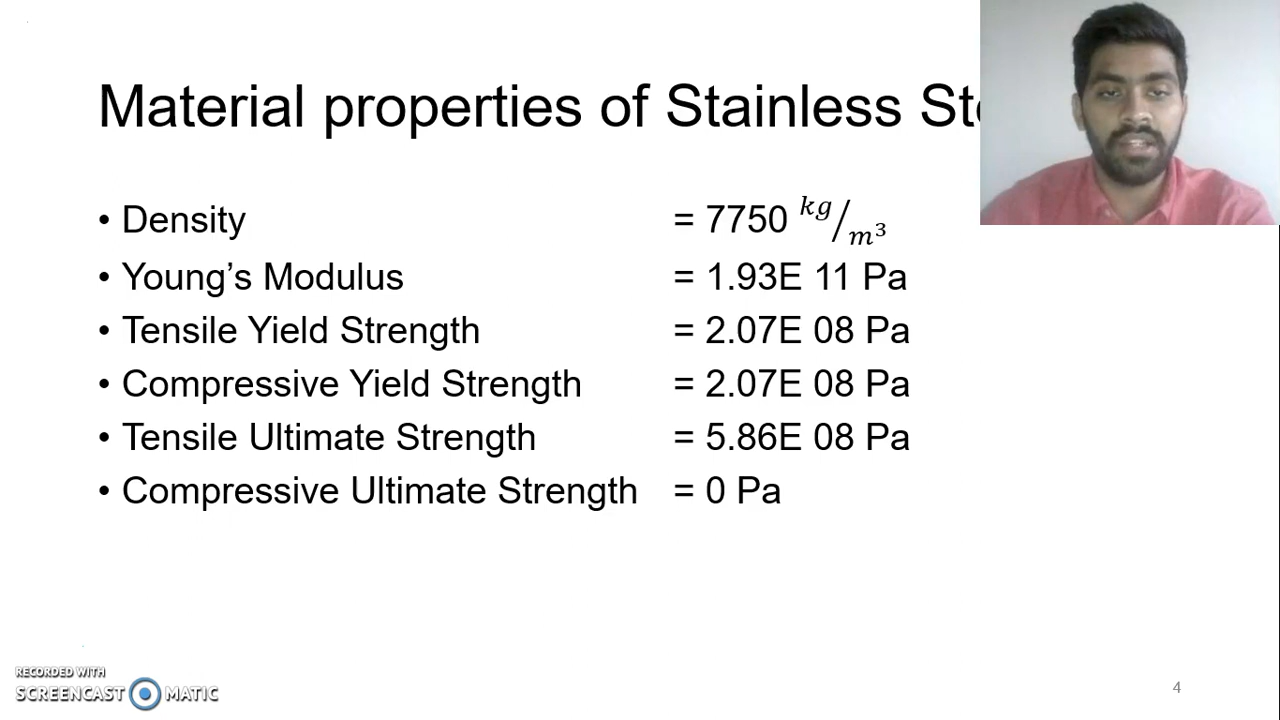 Material properties of Stainless Ste
• Density = 7750 kg/m³
• Young’s Modulus = 1.93E 11 Pa
• Tensile Yield Strength = 2.07E 08 Pa
• Compressive Yield Strength = 2.07E 08 Pa
• Tensile Ultimate Strength = 5.86E 08 Pa
• Compressive Ultimate Strength = 0 Pa
RECORDED WITH
SCREENCAST MATIC
4